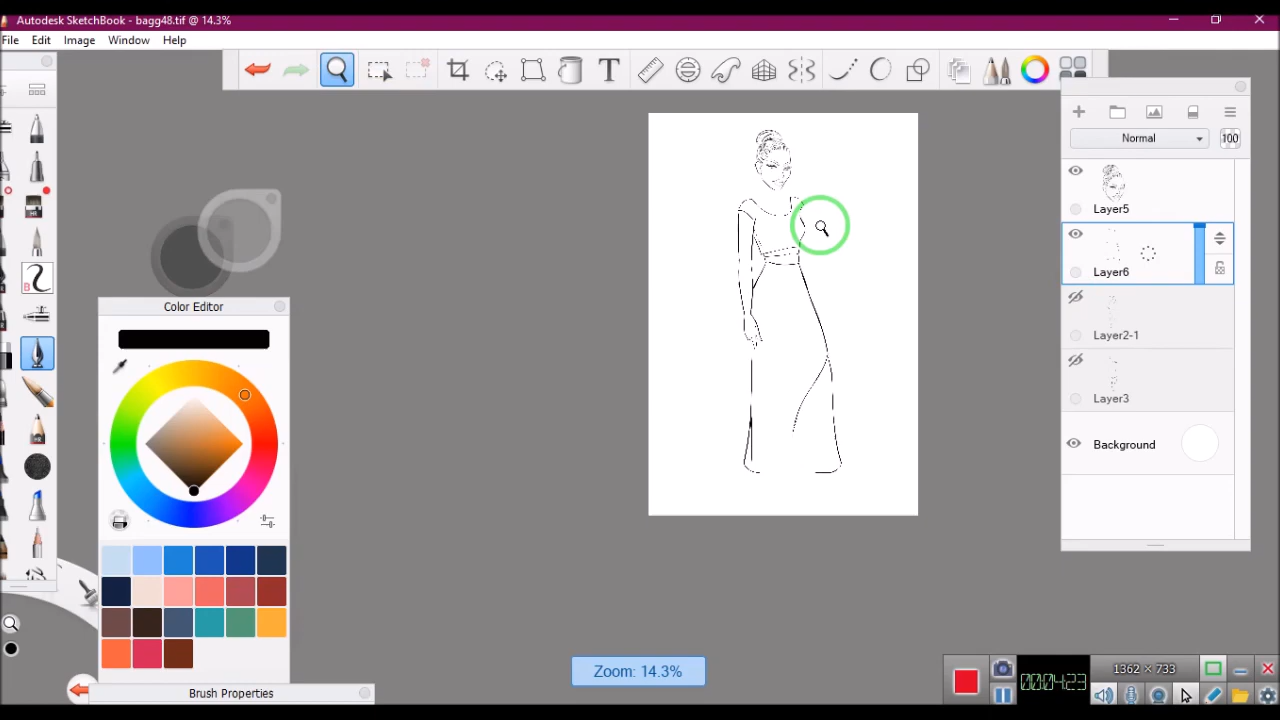 Autodesk SketchBook - bagg48.tif @ 14.3%
File Edit Image Window Help
T
Normal 100
Layer5
Layer6
Layer2-1
Layer3
Background
Color Editor
Brush Properties
Zoom: 14.3%
1362 × 733
00:04:23